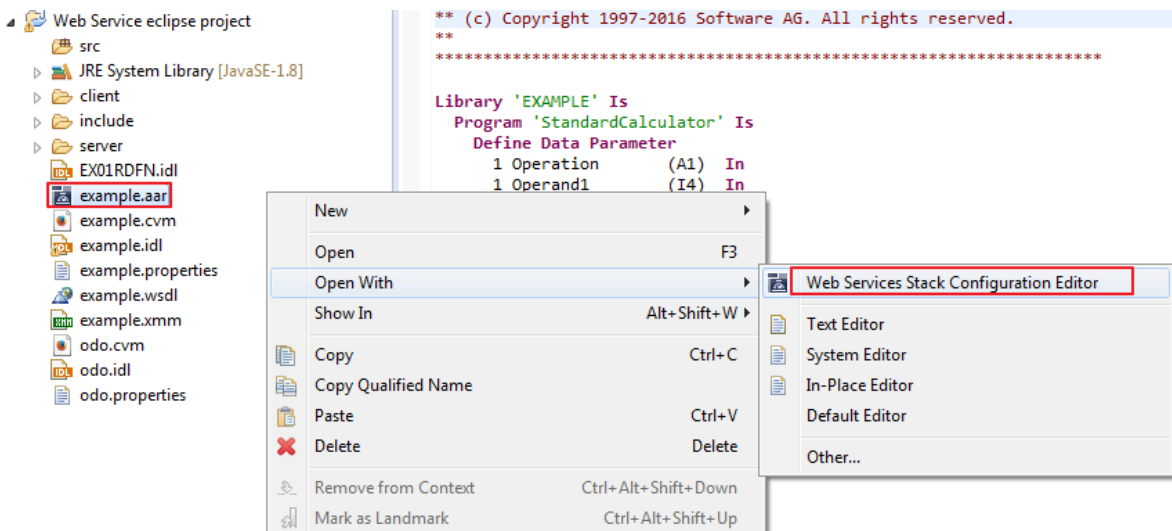 Web Service eclipse project
src
JRE System Library [JavaSE-1.8]
client
include
server
EX01RDFN.idl
example.aar
example.cvm
example.idl
example.properties
example.wsdl
example.xmm
odo.cvm
odo.idl
odo.properties
** (c) Copyright 1997-2016 Software AG. All rights reserved.
**
**********************************************************************
Library 'EXAMPLE' Is
Program 'StandardCalculator' Is
Define Data Parameter
1 Operation (A1) In
1 Operand1 (I4) In
New
Open F3
Open With
Show In Alt+Shift+W
Copy Ctrl+C
Copy Qualified Name
Paste Ctrl+V
Delete Delete
Remove from Context Ctrl+Alt+Shift+Down
Mark as Landmark Ctrl+Alt+Shift+Up
Web Services Stack Configuration Editor
Text Editor
System Editor
In-Place Editor
Default Editor
Other...